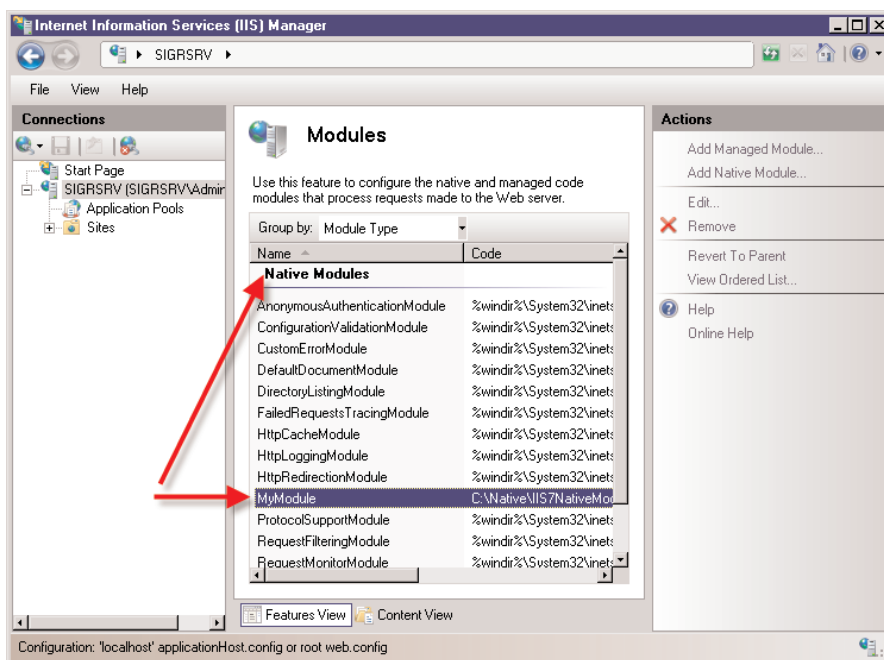 Internet Information Services (IIS) Manager
SIGRSRV
File View Help
Connections
Start Page
SIGRSRV (SIGRSRV\Admir
Application Pools
Sites
Modules
Use this feature to configure the native and managed code
modules that process requests made to the Web server.
Group by: Module Type
Name Code
Native Modules
AnonymousAuthenticationModule %windir%\System32\inets
ConfigurationValidationModule %windir%\System32\inets
CustomErrorModule %windir%\System32\inets
DefaultDocumentModule %windir%\System32\inets
DirectoryListingModule %windir%\System32\inets
FailedRequestsTracingModule %windir%\System32\inets
HttpCacheModule %windir%\System32\inets
HttpLoggingModule %windir%\System32\inets
HttpRedirectionModule %windir%\System32\inets
MyModule C:\Native\IIS7NativeMod
ProtocolSupportModule %windir%\System32\inets
RequestFilteringModule %windir%\System32\inets
RequestMonitorModule %windir%\System32\inets
Features View Content View
Actions
Add Managed Module...
Add Native Module...
Edit...
Remove
Revert To Parent
View Ordered List...
Help
Online Help
Configuration: 'localhost' applicationHost.config or root web.config